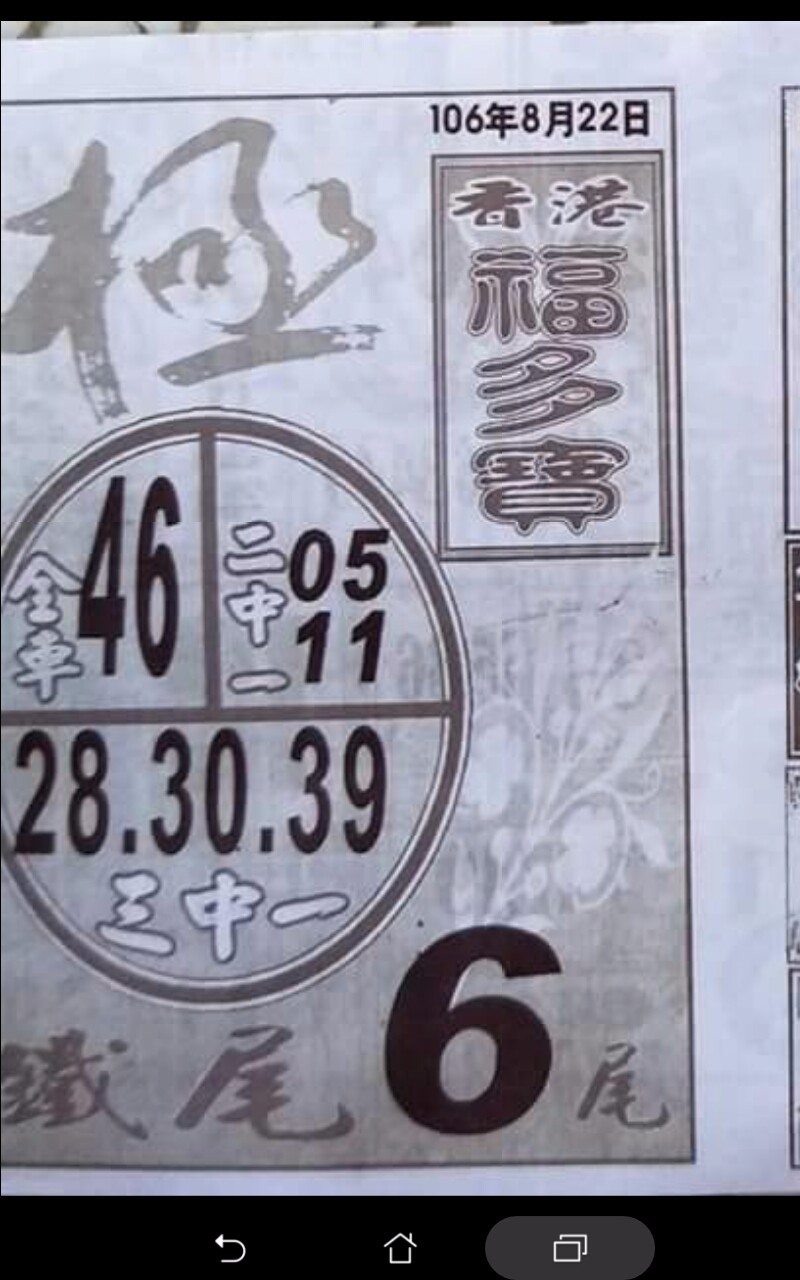 106年8月22日
香港
福多寶
極
全車
46
二中一
05
11
28.30.39
三中一
鐵尾6尾